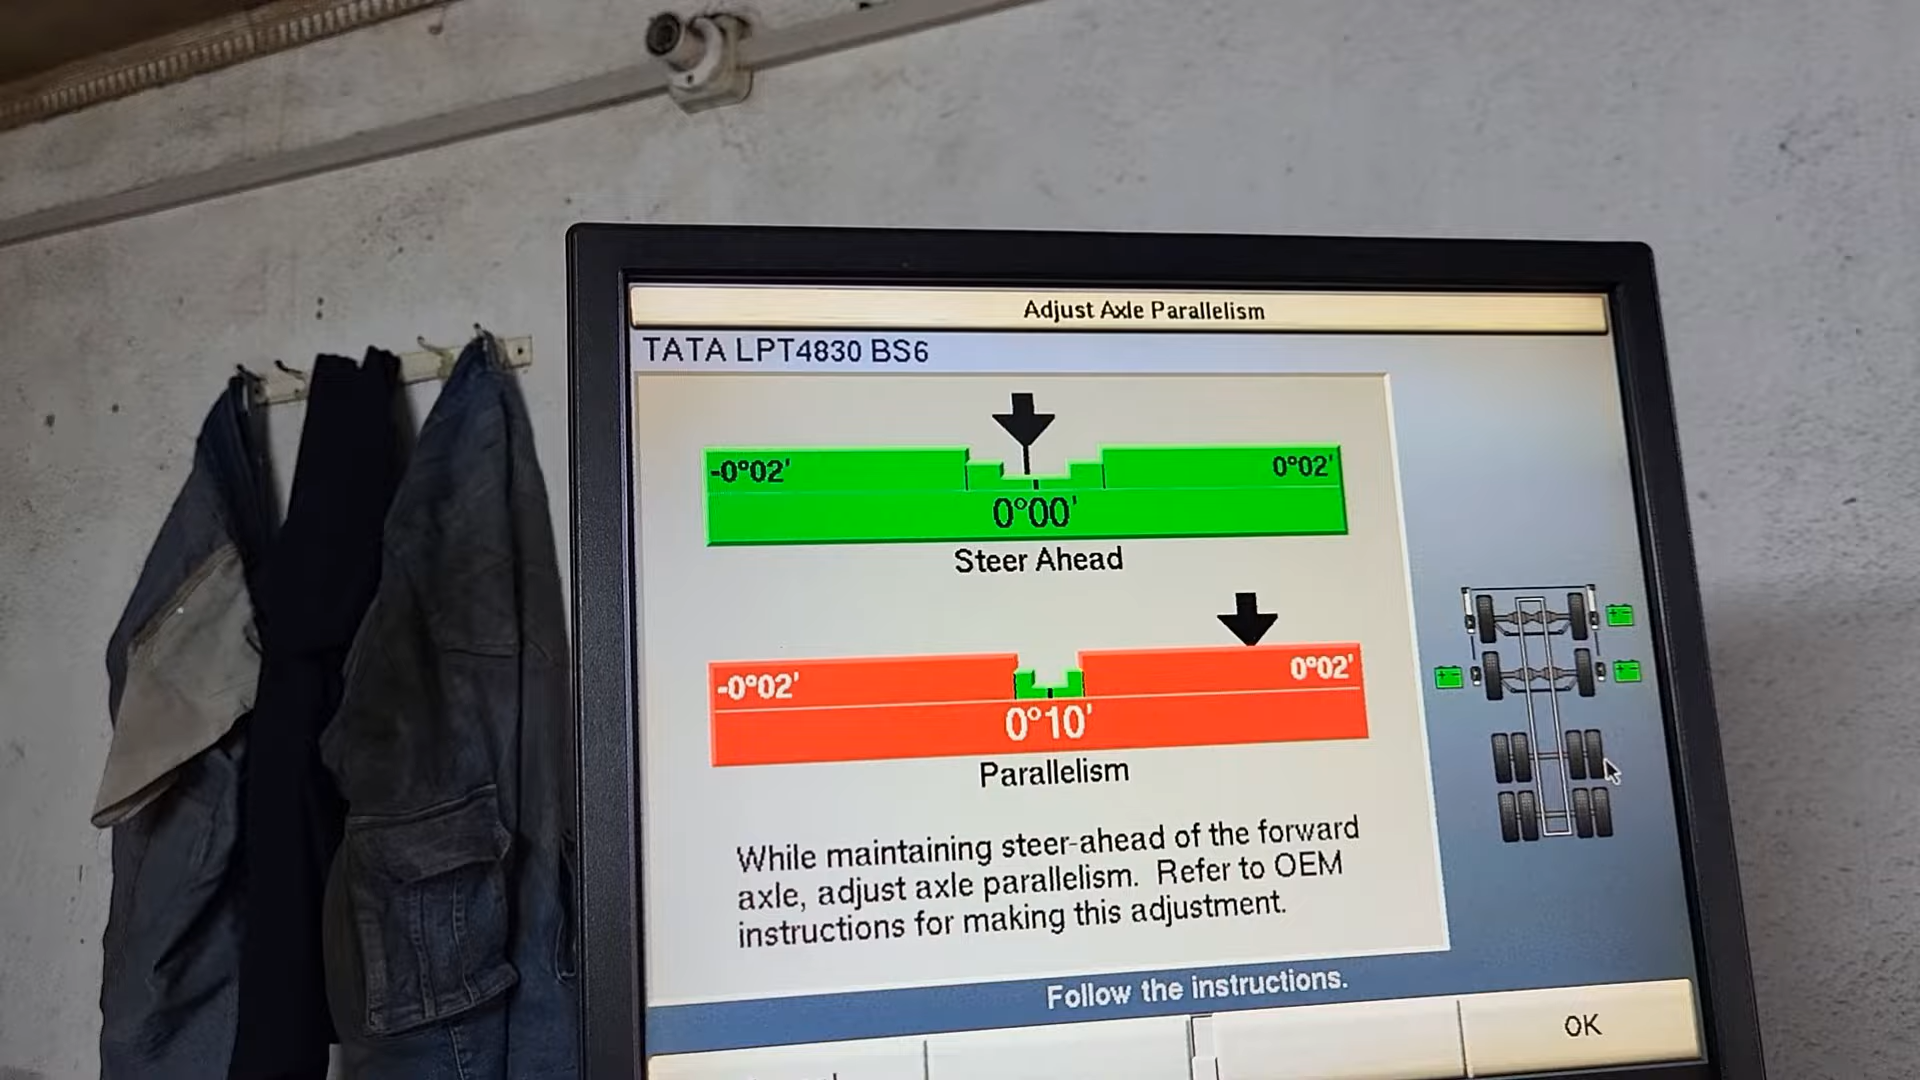 Adjust Axle Parallelism
TATA LPT4830 BS6
-0°02' 0°02'
0°00'
Steer Ahead
-0°02' 0°02'
0°10'
Parallelism
While maintaining steer-ahead of the forward
axle, adjust axle parallelism. Refer to OEM
instructions for making this adjustment.
Follow the instructions.
OK